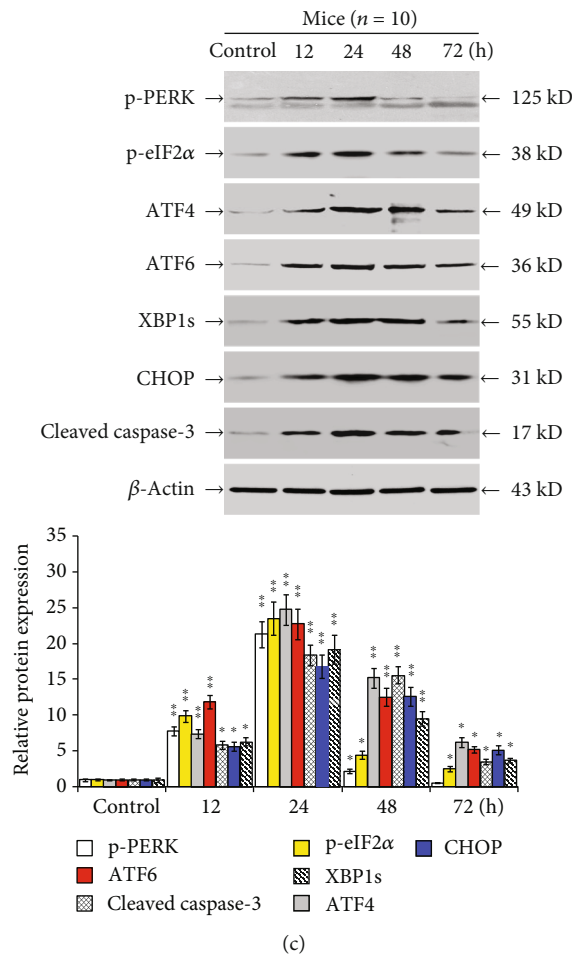 Mice (n = 10)
Control 12 24 48 72 (h)
p-PERK → ← 125 kD
p-eIF2α → ← 38 kD
ATF4 → ← 49 kD
ATF6 → ← 36 kD
XBP1s → ← 55 kD
CHOP → ← 31 kD
Cleaved caspase-3 → ← 17 kD
β-Actin → ← 43 kD
Relative protein expression
35
30
25
20
15
10
5
0
** ** ** ** * * *
** ** ** ** ** ** **
* * ** ** ** ** **
* * * * * *
Control 12 24 48 72 (h)
p-PERK p-eIF2α CHOP
ATF6 XBP1s
Cleaved caspase-3 ATF4
(c)